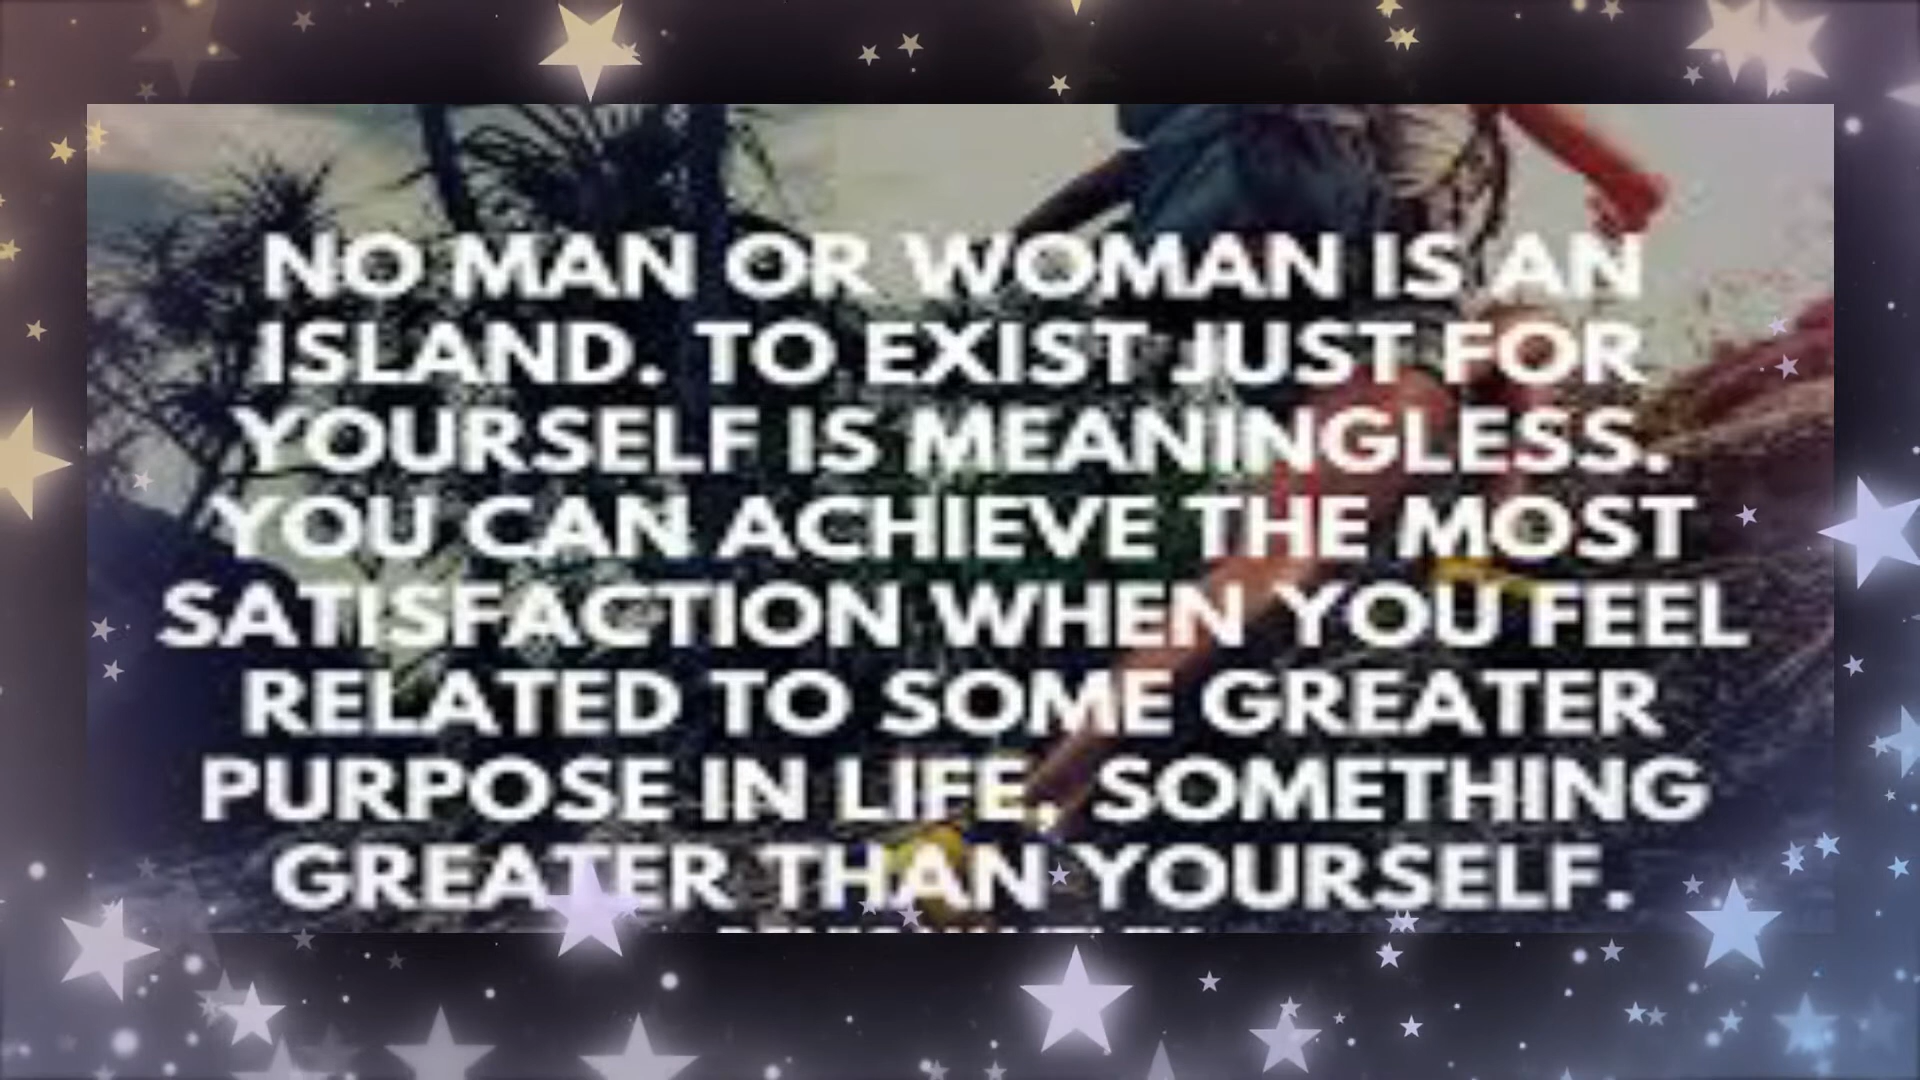 NO MAN OR WOMAN IS AN
ISLAND. TO EXIST JUST FOR
YOURSELF IS MEANINGLESS.
YOU CAN ACHIEVE THE MOST
SATISFACTION WHEN YOU FEEL
RELATED TO SOME GREATER
PURPOSE IN LIFE, SOMETHING
GREATER THAN YOURSELF.